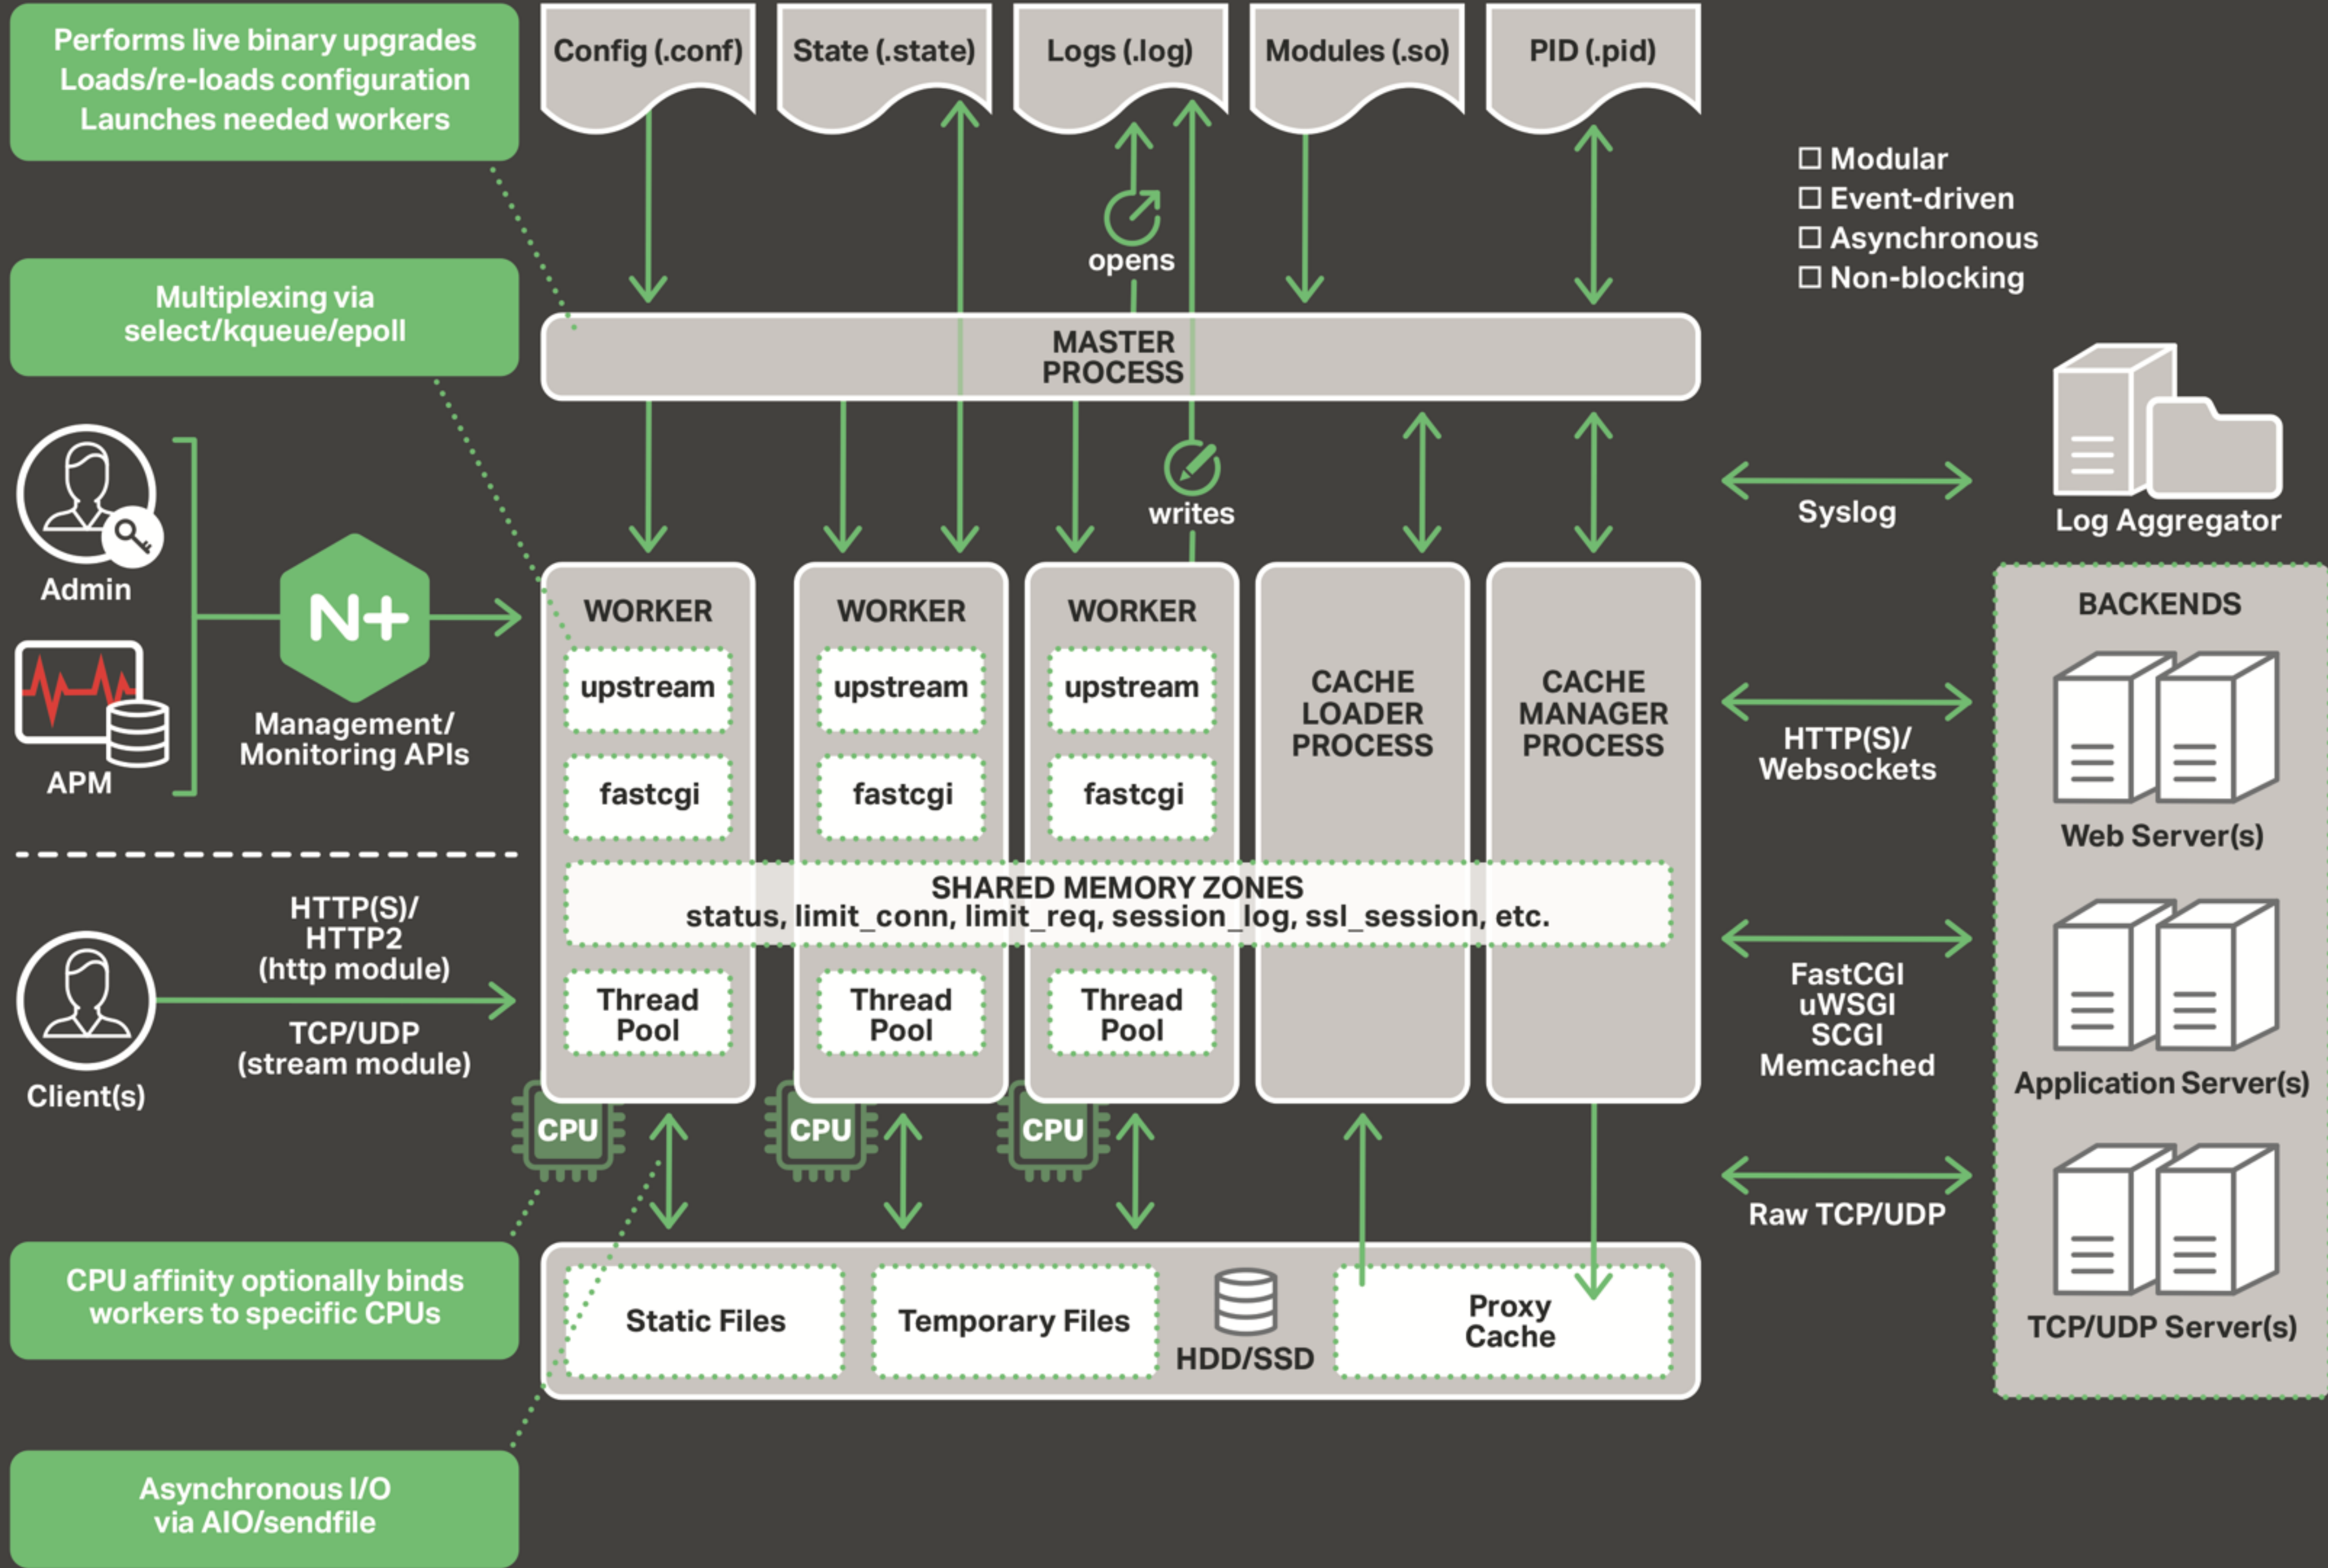 Performs live binary upgrades
Loads/re-loads configuration
Launches needed workers
Config (.conf)
State (.state)
Logs (.log)
Modules (.so)
PID (.pid)
Modular
Event-driven
Asynchronous
Non-blocking
opens
Multiplexing via
select/kqueue/epoll
MASTER
PROCESS
writes
Syslog
Log Aggregator
Admin
APM
N+
Management/
Monitoring APIs
WORKER
upstream
fastcgi
Thread
Pool
WORKER
upstream
fastcgi
Thread
Pool
WORKER
upstream
fastcgi
Thread
Pool
CACHE
LOADER
PROCESS
CACHE
MANAGER
PROCESS
SHARED MEMORY ZONES
status, limit_conn, limit_req, session_log, ssl_session, etc.
HTTP(S)/
HTTP2
(http module)
TCP/UDP
(stream module)
Client(s)
CPU
CPU
CPU
BACKENDS
HTTP(S)/
Websockets
Web Server(s)
FastCGI
uWSGI
SCGI
Memcached
Application Server(s)
Raw TCP/UDP
TCP/UDP Server(s)
CPU affinity optionally binds
workers to specific CPUs
Static Files
Temporary Files
HDD/SSD
Proxy
Cache
Asynchronous I/O
via AIO/sendfile